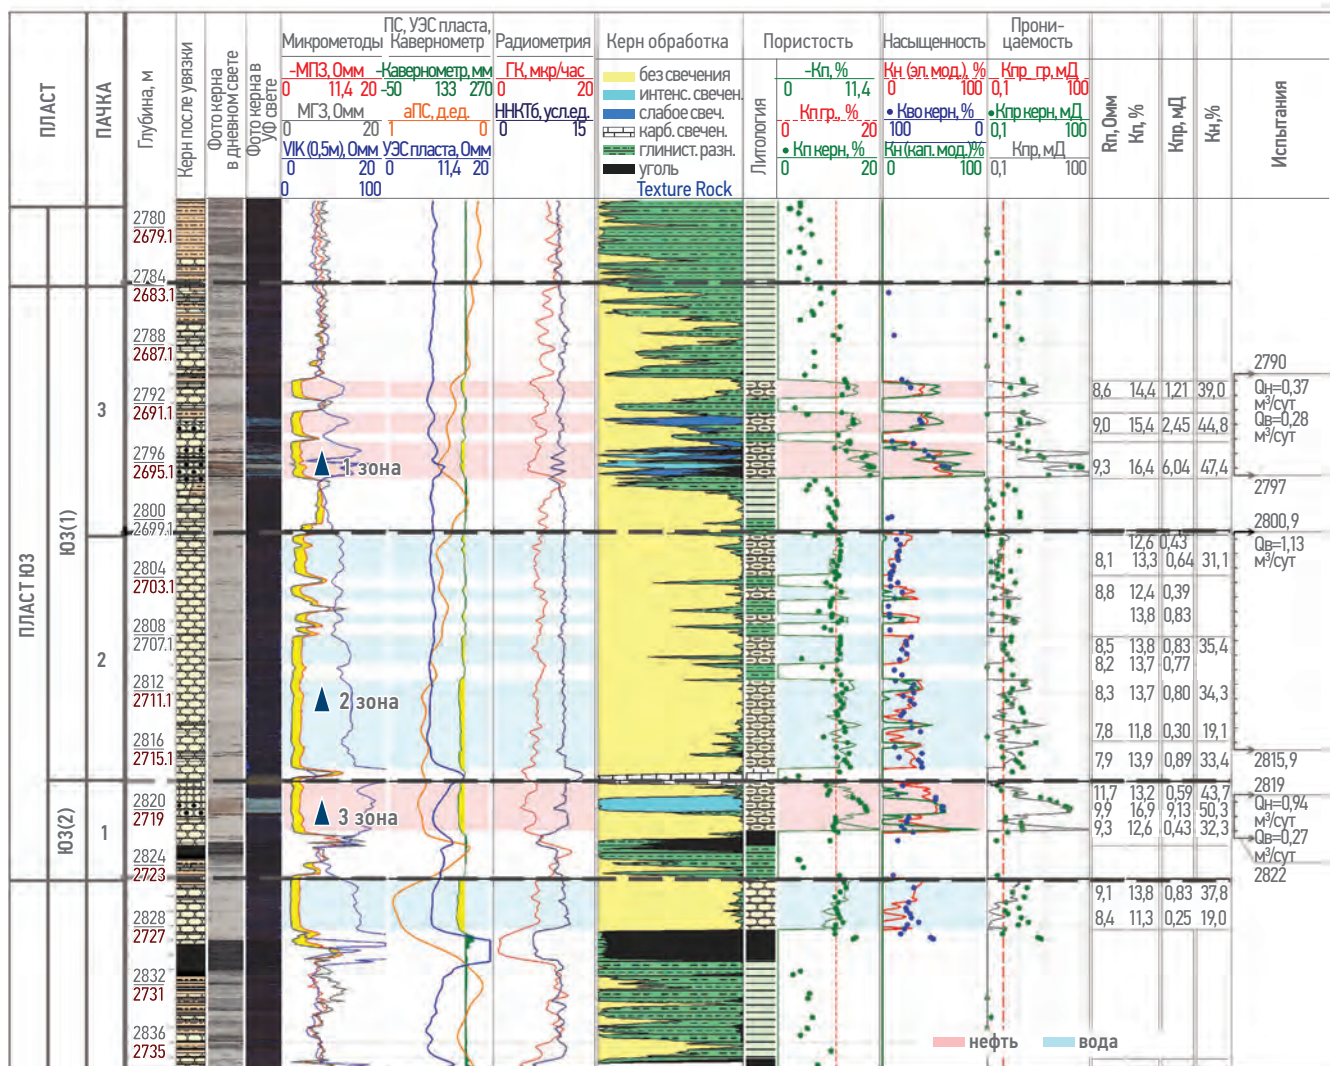 ПЛАСТ
ПАЧКА
Глубина, м
Керн после увязки
Фото керна
в дневном свете
Фото керна в
УФ свете
Микрометоды
-МПЗ, Омм
0 11,4 20
МГЗ, Омм
0 20
VIK (0,5м), Омм
0 20
100
ПС, УЭС пласта,
Кавернометр
-Кавернометр, мм
-50 133 270
аПС, д.ед.
1 0
УЭС пласта, Омм
0 11,4 20
Радиометрия
ГК, мкр/час
0 20
ННКТб, усл.ед.
0 15
Керн обработка
без свечения
интенс. свечен.
слабое свеч.
карб. свечен.
глинист. разн.
уголь
Texture Rock
Литология
Пористость
-Кп, %
0 11,4
Кп гр., %
0 20
Кп керн, %
0 20
Насыщенность
Кн (эл. мод.), %
0 100
Кво керн, %
100 0
Кн (кап. мод.)%
0 100
Прони-
цаемость
Кпр_гр, мД
0,1 100
Кпр керн, мД
0,1 100
Кпр, мД
0,1 100
Rп, Омм
Кп, %
Кпр, мД
Кн,%
Испытания
ПЛАСТ ЮЗ
ЮЗ(1)
ЮЗ(2)
3
2
1
2780
2679.1
2784
2683.1
2788
2687.1
2792
2691.1
2796
2695.1
2800
2699.1
2804
2703.1
2808
2707.1
2812
2711.1
2816
2715.1
2820
2719
2824
2723
2828
2727
2832
2731
2836
2735
1 зона
2 зона
3 зона
8,6 14,4 1,21 39,0
9,0 15,4 2,45 44,8
9,3 16,4 6,04 47,4
12,6 0,43
8,1 13,3 0,64 31,1
8,8 12,4 0,39
13,8 0,83
8,5 13,8 0,83 35,4
8,2 13,7 0,77
8,3 13,7 0,80 34,3
7,8 11,8 0,30 19,1
7,9 13,9 0,89 33,4
11,7 13,2 0,59 43,7
9,9 16,9 9,13 50,3
9,3 12,6 0,43 32,3
9,1 13,8 0,83 37,8
8,4 11,3 0,25 19,0
2790
Qн=0,37
м³/сут
Qв=0,28
м³/сут
2797
2800,9
Qв=1,13
м³/сут
2815,9
2819
Qн=0,94
м³/сут
Qв=0,27
м³/сут
2822
нефть
вода